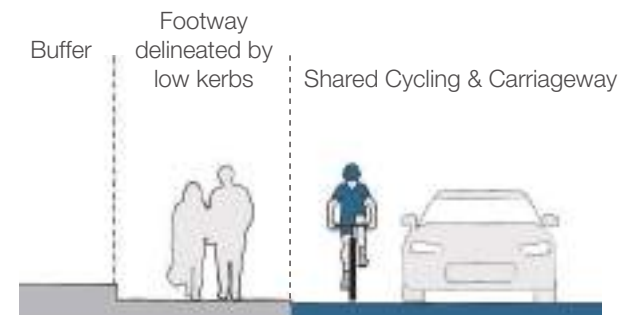 Buffer
Footway
delineated by
low kerbs
Shared Cycling & Carriageway